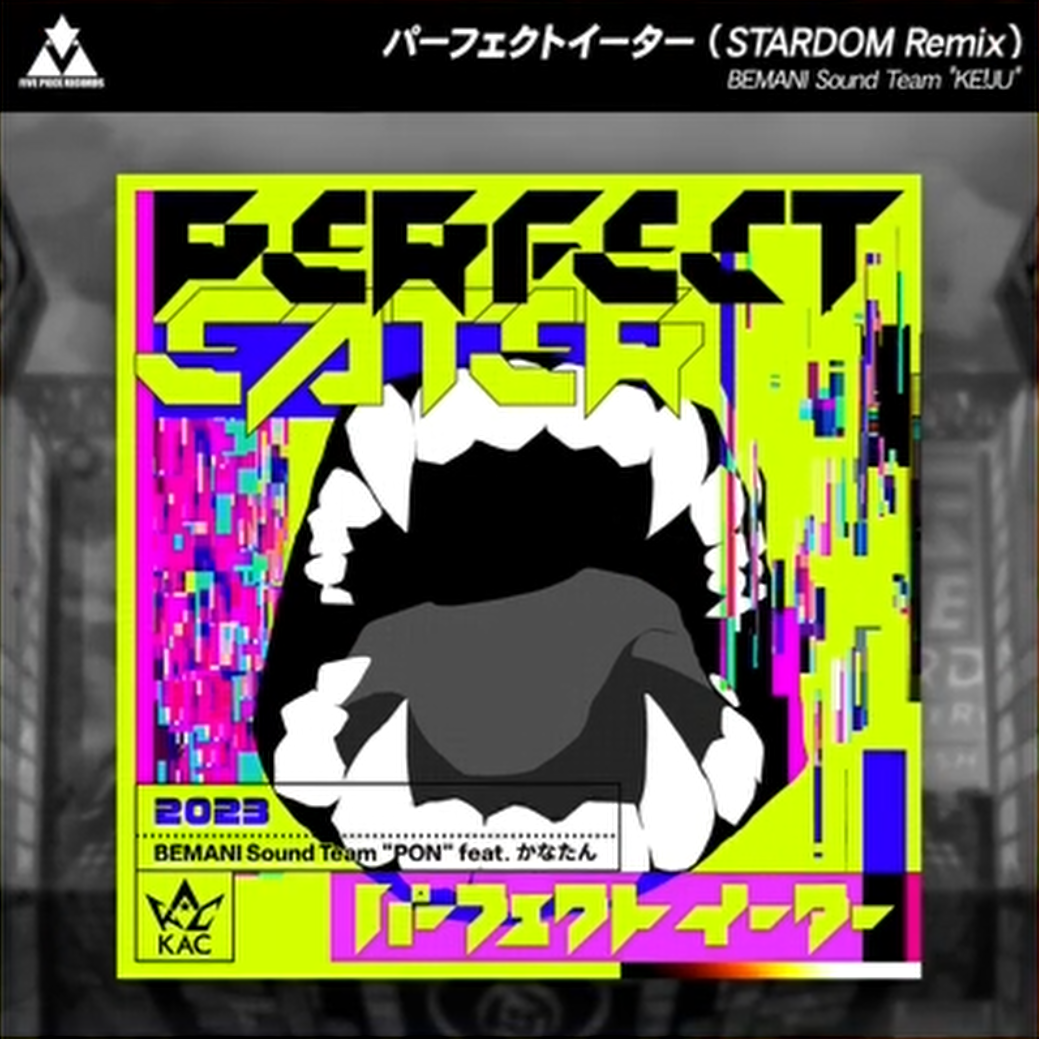 パーフェクトイーター（STARDOM Remix）
FIVE PIECE RECORDS
BEMANI Sound Team "KE!JU"
PERFECT
EATER
2023
BEMANI Sound Team "PON" feat. かなたん
パーフェクトイーター
KAC